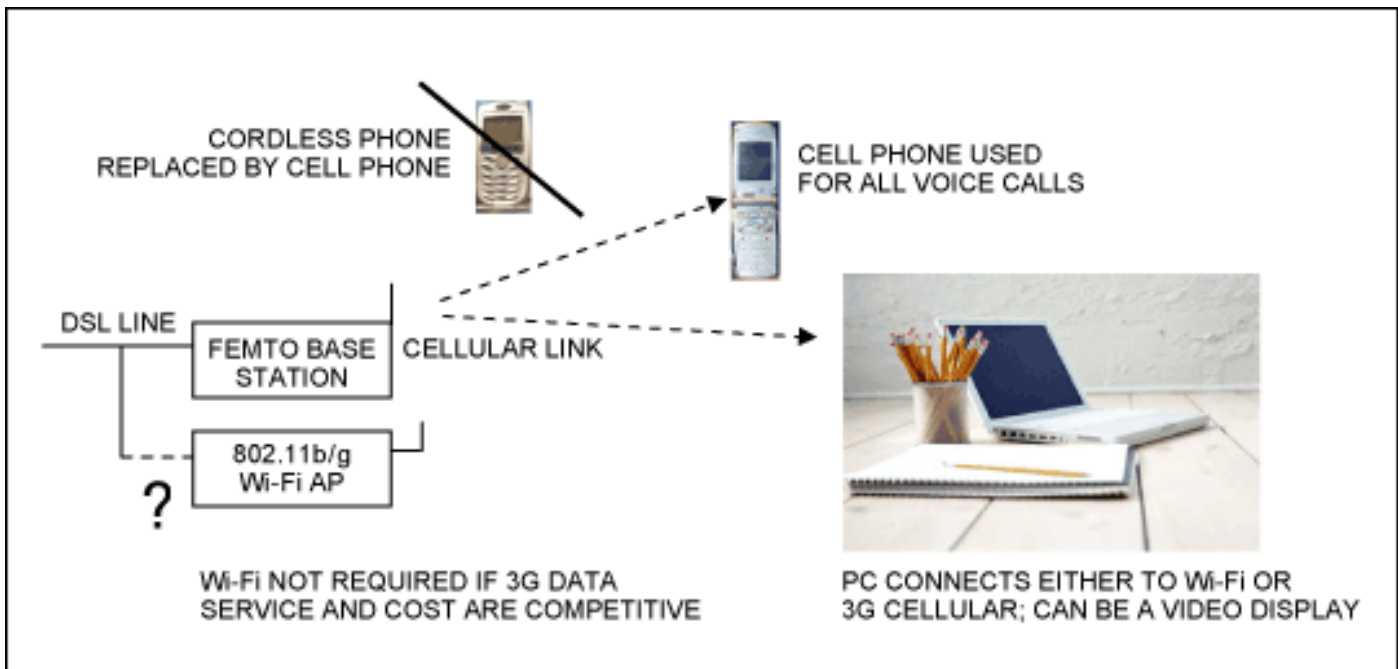 CORDLESS PHONE
REPLACED BY CELL PHONE
CELL PHONE USED
FOR ALL VOICE CALLS
DSL LINE
FEMTO BASE
STATION
CELLULAR LINK
802.11b/g
Wi-Fi AP
?
Wi-Fi NOT REQUIRED IF 3G DATA
SERVICE AND COST ARE COMPETITIVE
PC CONNECTS EITHER TO Wi-Fi OR
3G CELLULAR; CAN BE A VIDEO DISPLAY